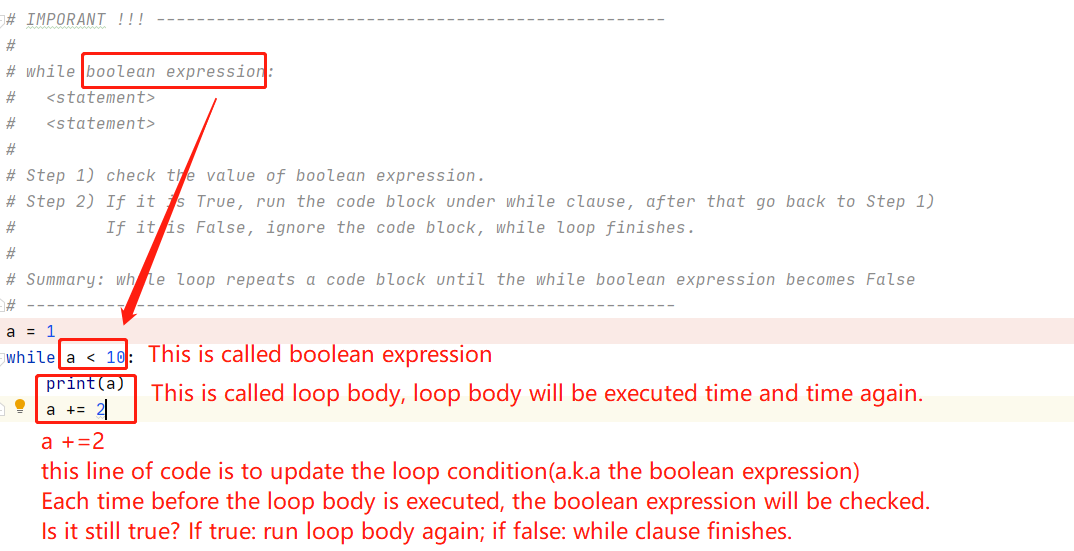 # IMPORANT !!! ---------------------------------------------------
#
# while boolean expression:
#   <statement>
#   <statement>
#
# Step 1) check the value of boolean expression.
# Step 2) If it is True, run the code block under while clause, after that go back to Step 1)
#         If it is False, ignore the code block, while loop finishes.
#
# Summary: while loop repeats a code block until the while boolean expression becomes False
# -----------------------------------------------------------------
a = 1
while a < 10: This is called boolean expression
    print(a) This is called loop body, loop body will be executed time and time again.
    a += 2
a +=2
this line of code is to update the loop condition(a.k.a the boolean expression)
Each time before the loop body is executed, the boolean expression will be checked.
Is it still true? If true: run loop body again; if false: while clause finishes.